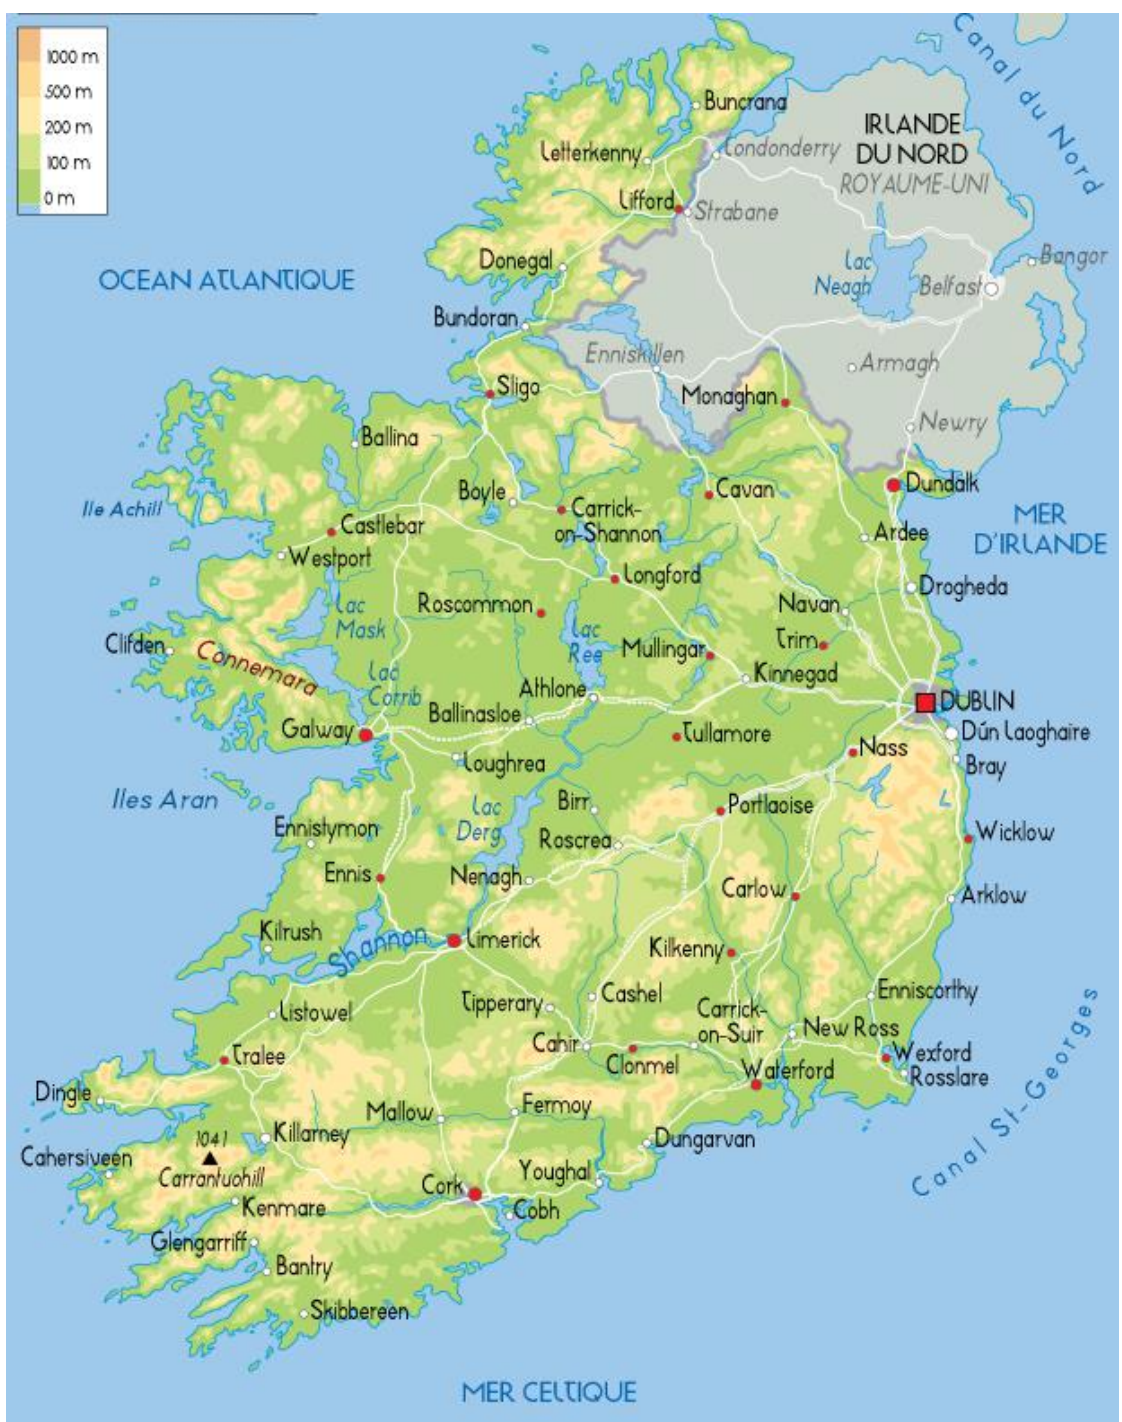 1000 m
500 m
200 m
100 m
0 m
Canal du Nord
Buncrana
IRLANDE
DU NORD
ROYAUME-UNI
Londonderry
Letterkenny
Lifford
Strabane
Donegal
Lac
Neagh
Belfast
Bangor
OCEAN ATLANTIQUE
Bundoran
Enniskillen
Armagh
Sligo
Monaghan
Newry
Ballina
Dundalk
Cavan
Boyle
Carrick-
on-Shannon
Ile Achill
Castlebar
MER
D'IRLANDE
Ardee
Westport
Longford
Drogheda
Lac
Mask
Roscommon
Navan
Lac
Ree
Trim
Mullingar
Clifden
Connemara
Lac
Corrib
Kinnegad
Athlone
DUBLIN
Ballinasloe
Galway
Tullamore
Dún Laoghaire
Nass
Loughrea
Bray
Iles Aran
Lac
Derg
Birr
Portlaoise
Ennistymon
Roscrea
Wicklow
Ennis
Nenagh
Carlow
Arklow
Kilrush
Shannon
Limerick
Kilkenny
Listowel
Tipperary
Cashel
Enniscorthy
Carrick-
on-Suir
New Ross
Cahir
Clonmel
Tralee
Wexford
Waterford
Rosslare
Canal St-Georges
Dingle
Mallow
Fermoy
Killarney
1041
Carrantuohill
Dungarvan
Cahersiveen
Youghal
Cork
Kenmare
Cobh
Glengarriff
Bantry
Skibbereen
MER CELTIQUE